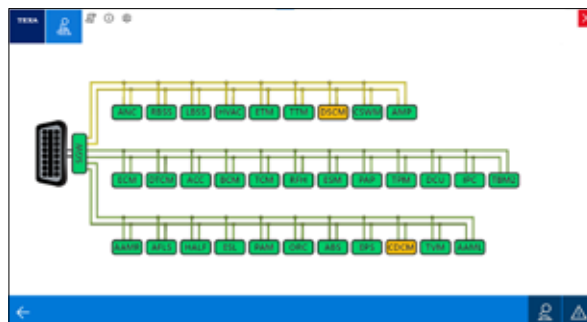 TEXA
ANC RBSS LBSS HVAC ETM TTM DSCM CSWM AMP
SGW
ECM DTCM ACC BCM TCM RFH ESM PAP TPM DCU IPC TBM2
AAMR AFLS HALF ESL PAM ORC ABS EPS CDCM TVM AAML